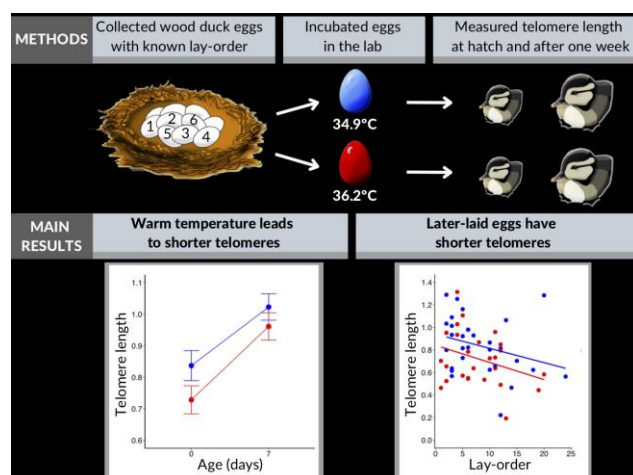 METHODS
Collected wood duck eggs
with known lay-order
Incubated eggs
in the lab
Measured telomere length
at hatch and after one week
1 2 6
5 3 4
34.9°C
36.2°C
MAIN
RESULTS
Warm temperature leads
to shorter telomeres
Later-laid eggs have
shorter telomeres
Telomere length
1.1
1.0
0.9
0.8
0.7
0.6
0 7
Age (days)
Telomere length
1.4
1.2
1.0
0.8
0.6
0.4
0.2
0.0
0 5 10 15 20 25
Lay-order